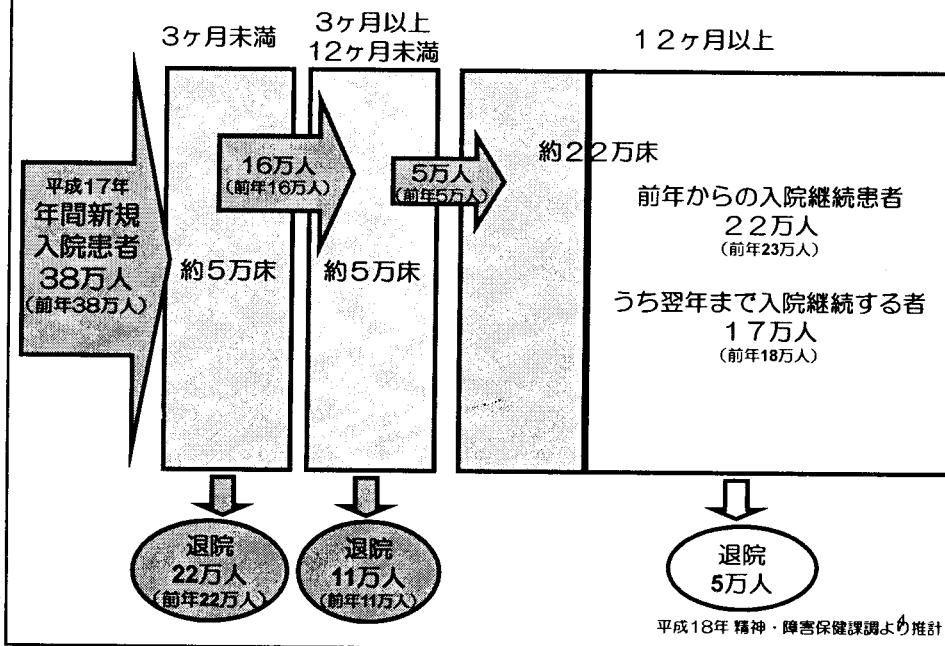 3ヶ月未満
3ヶ月以上
12ヶ月未満
12ヶ月以上
平成17年
年間新規
入院患者
38万人
(前年38万人)
16万人
(前年16万人)
5万人
(前年5万人)
約5万床
約5万床
約22万床
前年からの入院継続患者
22万人
(前年23万人)
うち翌年まで入院継続する者
17万人
(前年18万人)
退院
22万人
(前年22万人)
退院
11万人
(前年11万人)
退院
5万人
平成18年 精神・障害保健課調より推計